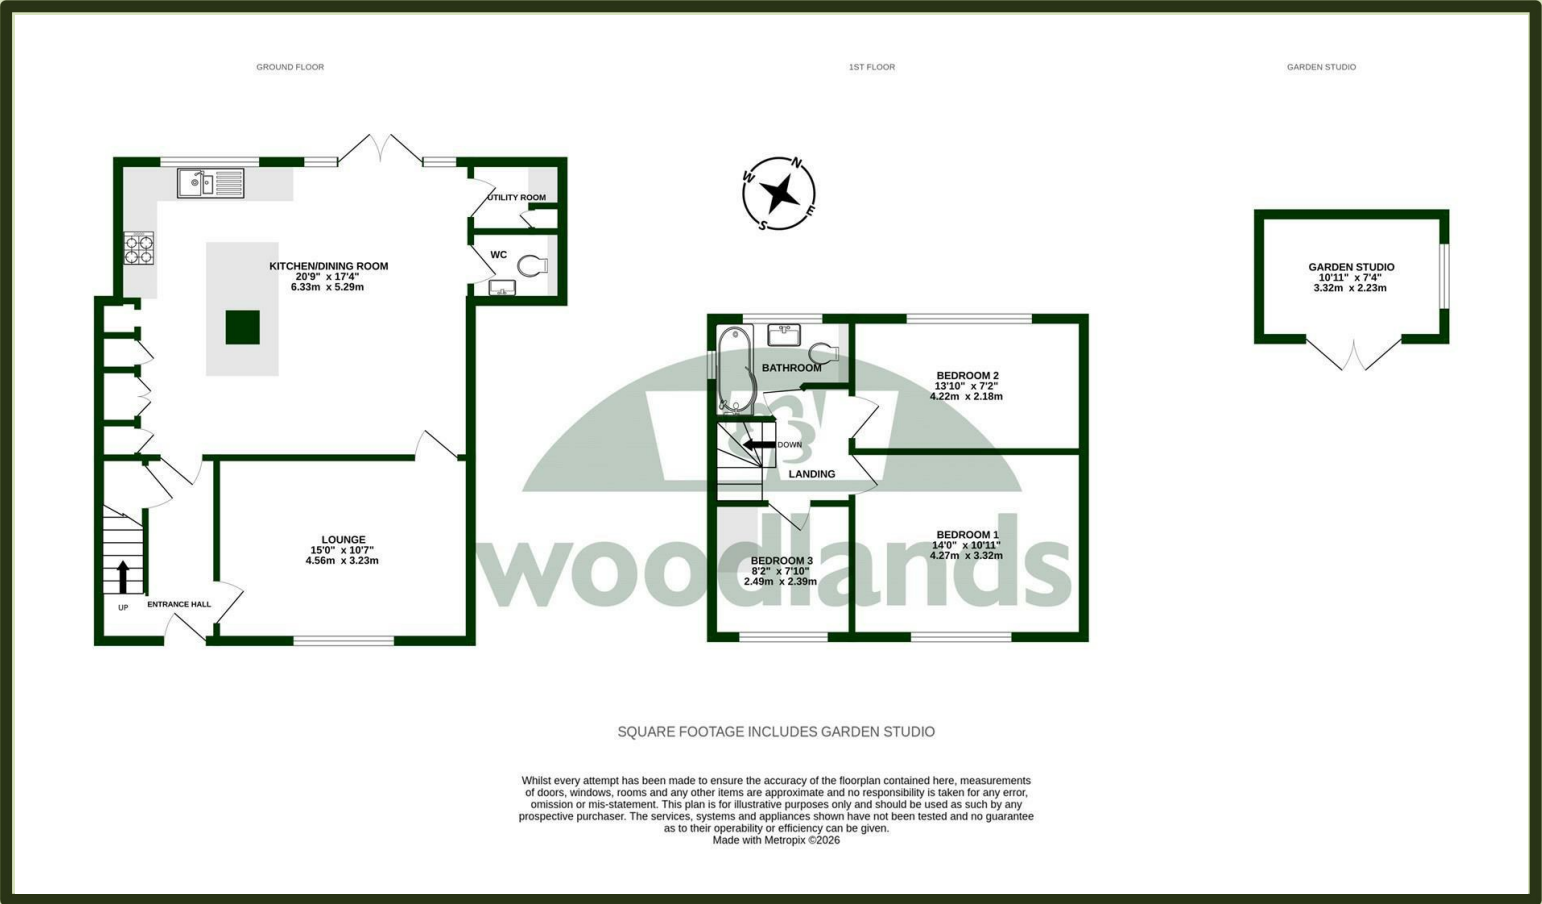 GROUND FLOOR
1ST FLOOR
GARDEN STUDIO
UTILITY ROOM
WC
KITCHEN/DINING ROOM
20'9" x 17'4"
6.33m x 5.29m
LOUNGE
15'0" x 10'7"
4.56m x 3.23m
UP
ENTRANCE HALL
N
W
E
S
BATHROOM
BEDROOM 2
13'10" x 7'2"
4.22m x 2.18m
DOWN
LANDING
BEDROOM 1
14'0" x 10'11"
4.27m x 3.32m
BEDROOM 3
8'2" x 7'10"
2.49m x 2.39m
woodlands
GARDEN STUDIO
10'11" x 7'4"
3.32m x 2.23m
SQUARE FOOTAGE INCLUDES GARDEN STUDIO
Whilst every attempt has been made to ensure the accuracy of the floorplan contained here, measurements
of doors, windows, rooms and any other items are approximate and no responsibility is taken for any error,
omission or mis-statement. This plan is for illustrative purposes only and should be used as such by any
prospective purchaser. The services, systems and appliances shown have not been tested and no guarantee
as to their operability or efficiency can be given.
Made with Metropix ©2026